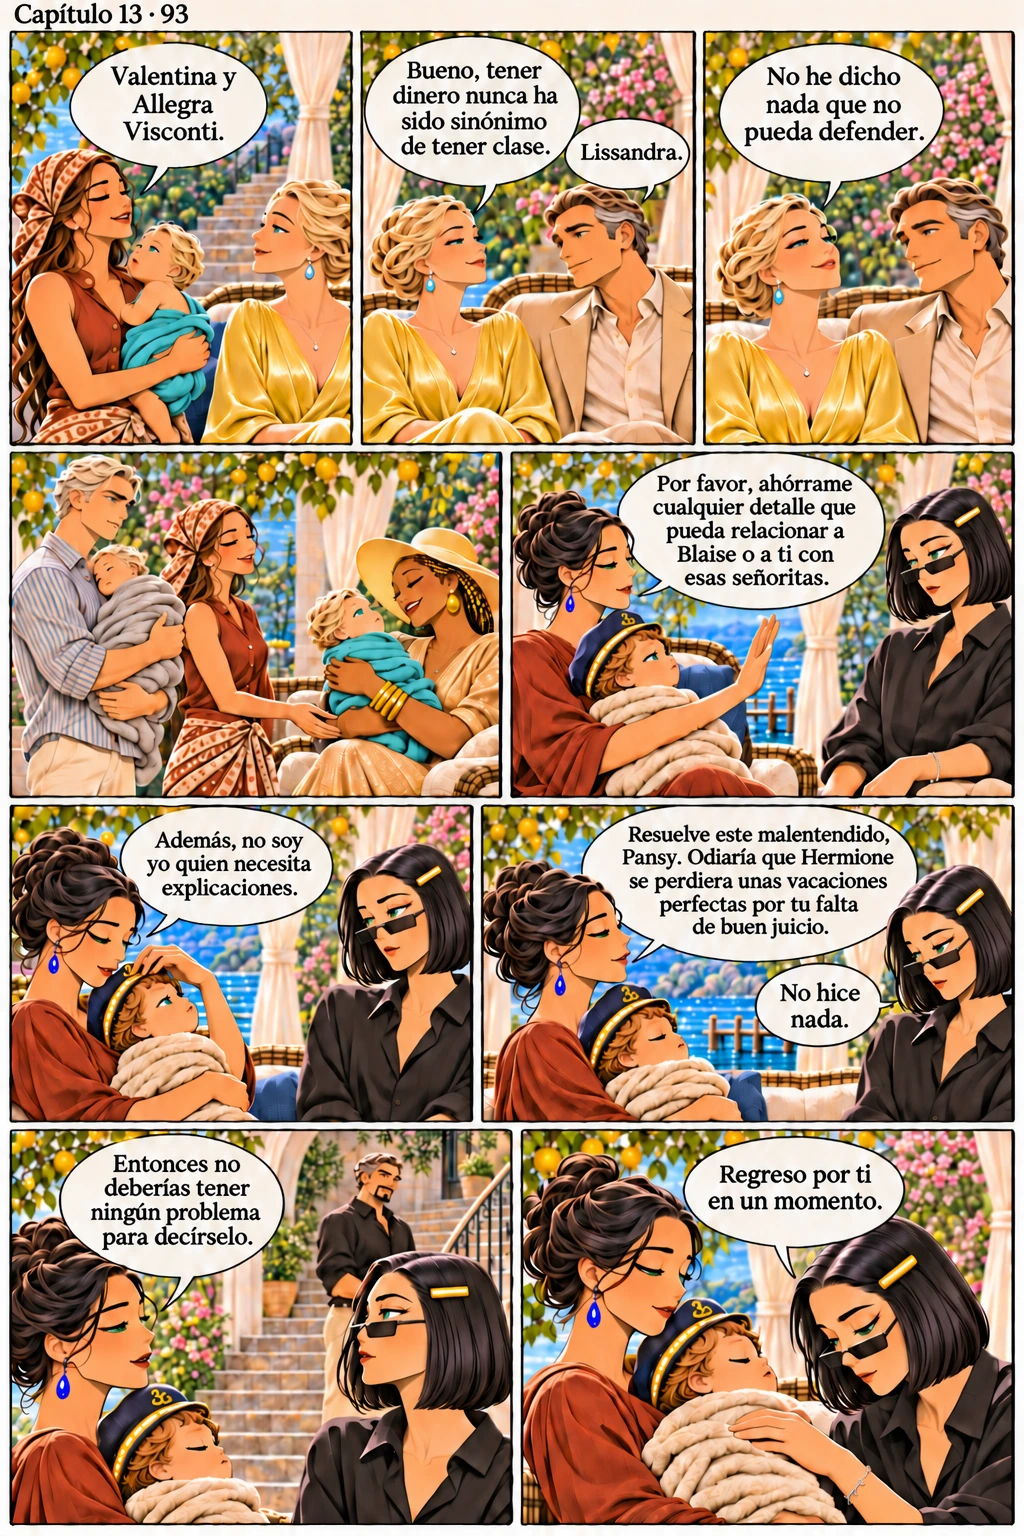 Capítulo 13 · 93
Valentina y
Allegra
Visconti.
Bueno, tener
dinero nunca ha
sido sinónimo
de tener clase.
Lissandra.
No he dicho
nada que no
pueda defender.
Por favor, ahórrame
cualquier detalle que
pueda relacionar a
Blaise o a ti con
esas señoritas.
Además, no soy
yo quien necesita
explicaciones.
Resuelve este malentendido,
Pansy. Odiaría que Hermione
se perdiera unas vacaciones
perfectas por tu falta
de buen juicio.
No hice
nada.
Entonces no
deberías tener
ningún problema
para decírselo.
Regreso por ti
en un momento.